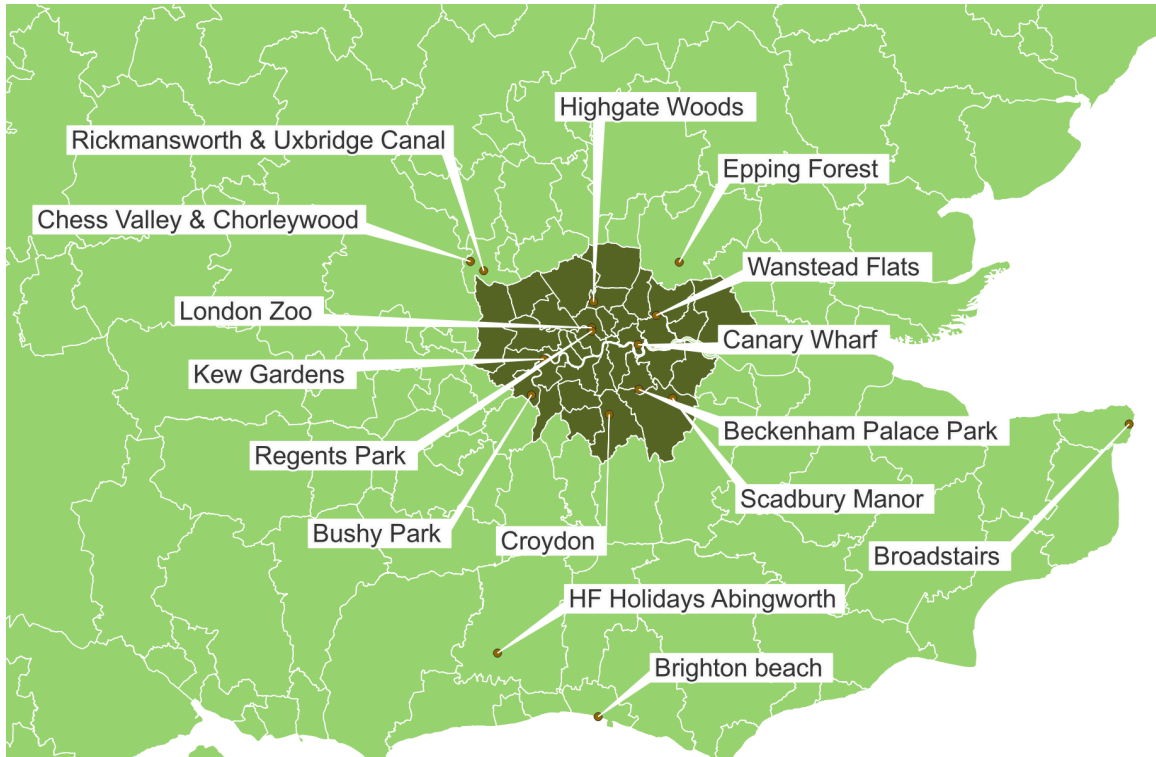 Highgate Woods
Rickmansworth & Uxbridge Canal
Epping Forest
Chess Valley & Chorleywood
Wanstead Flats
London Zoo
Canary Wharf
Kew Gardens
Beckenham Palace Park
Regents Park
Scadbury Manor
Bushy Park
Croydon
Broadstairs
HF Holidays Abingworth
Brighton beach